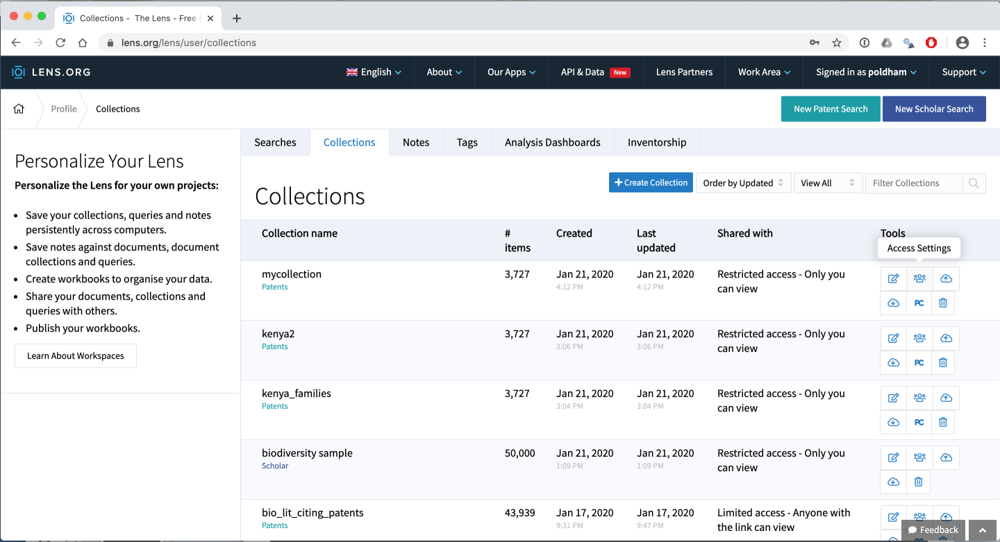 Collections - The Lens - Free
lens.org/lens/user/collections
LENS.ORG
English
About
Our Apps
API & Data New
Lens Partners
Work Area
Signed in as poldham
Support
Profile
Collections
New Patent Search
New Scholar Search
Personalize Your Lens
Personalize the Lens for your own projects:
Save your collections, queries and notes
persistently across computers.
Save notes against documents, document
collections and queries.
Create workbooks to organise your data.
Share your documents, collections and
queries with others.
Publish your workbooks.
Learn About Workspaces
Searches
Collections
Notes
Tags
Analysis Dashboards
Inventorship
Collections
Create Collection
Order by Updated
View All
Filter Collections
Collection name
#
items
Created
Last
updated
Shared with
Tools
Access Settings
mycollection
Patents
3,727
Jan 21, 2020
4:12 PM
Jan 21, 2020
4:12 PM
Restricted access - Only you
can view
PC
kenya2
Patents
3,727
Jan 21, 2020
3:06 PM
Jan 21, 2020
3:06 PM
Restricted access - Only you
can view
PC
kenya_families
Patents
3,727
Jan 21, 2020
3:04 PM
Jan 21, 2020
3:04 PM
Restricted access - Only you
can view
PC
biodiversity sample
Scholar
50,000
Jan 21, 2020
1:09 PM
Jan 21, 2020
1:09 PM
Restricted access - Only you
can view
bio_lit_citing_patents
Patents
43,939
Jan 17, 2020
9:31 PM
Jan 17, 2020
9:47 PM
Limited access - Anyone with
the link can view
Feedback